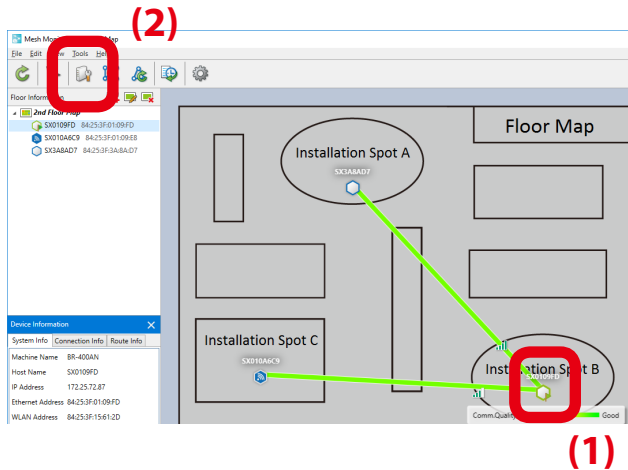 (2)
Mesh Mo Map
File Edit View Tools Help
Floor Information
2nd Floor Map
SX0109FD 84:25:3F:01:09:FD
SX010A6C9 84:25:3F:01:09:E8
SX3A8AD7 84:25:3F:3A:8A:D7
Floor Map
Installation Spot A
SX3A8AD7
Installation Spot C
SX010A6C9
Installation Spot B
SX0109FD
Comm.Quality Good
Device Information
System Info Connection Info Route Info
Machine Name BR-400AN
Host Name SX0109FD
IP Address 172.25.72.87
Ethernet Address 84:25:3F:01:09:FD
WLAN Address 84:25:3F:15:61:2D
(1)